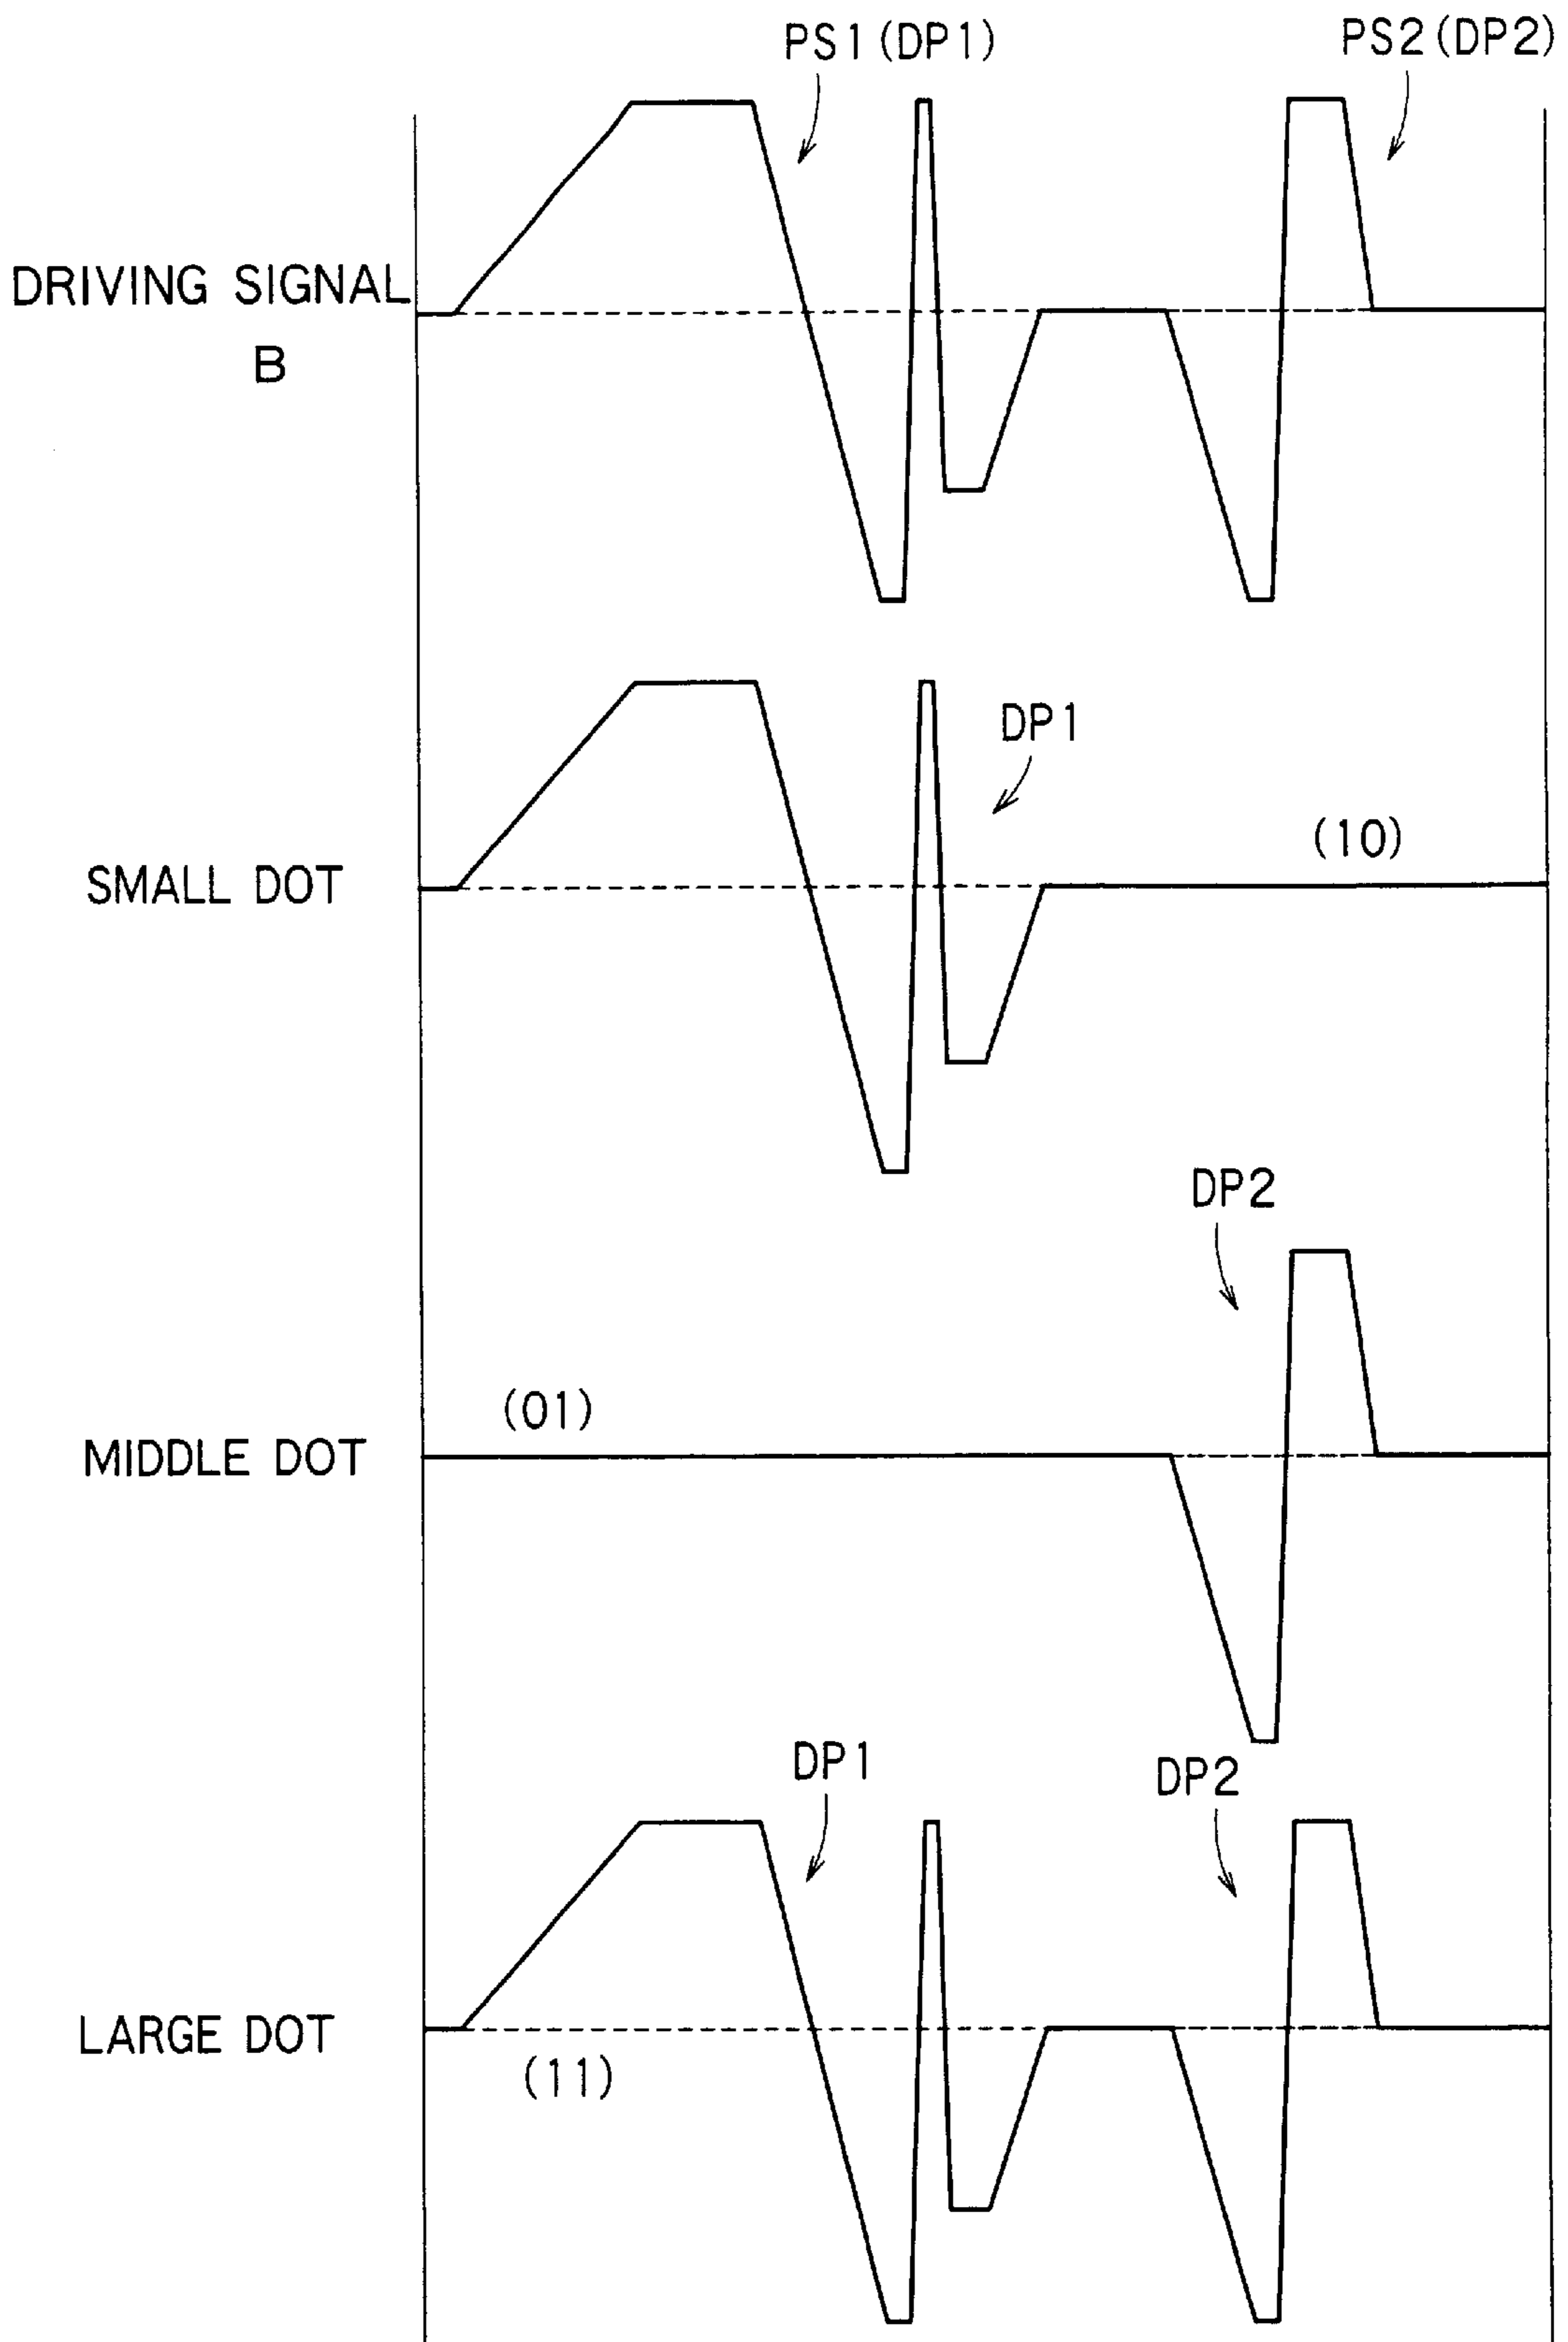 PS1(DP1)
PS2(DP2)
DRIVING SIGNAL
B
DP1
(10)
SMALL DOT
DP2
(01)
MIDDLE DOT
DP1
DP2
LARGE DOT
(11)